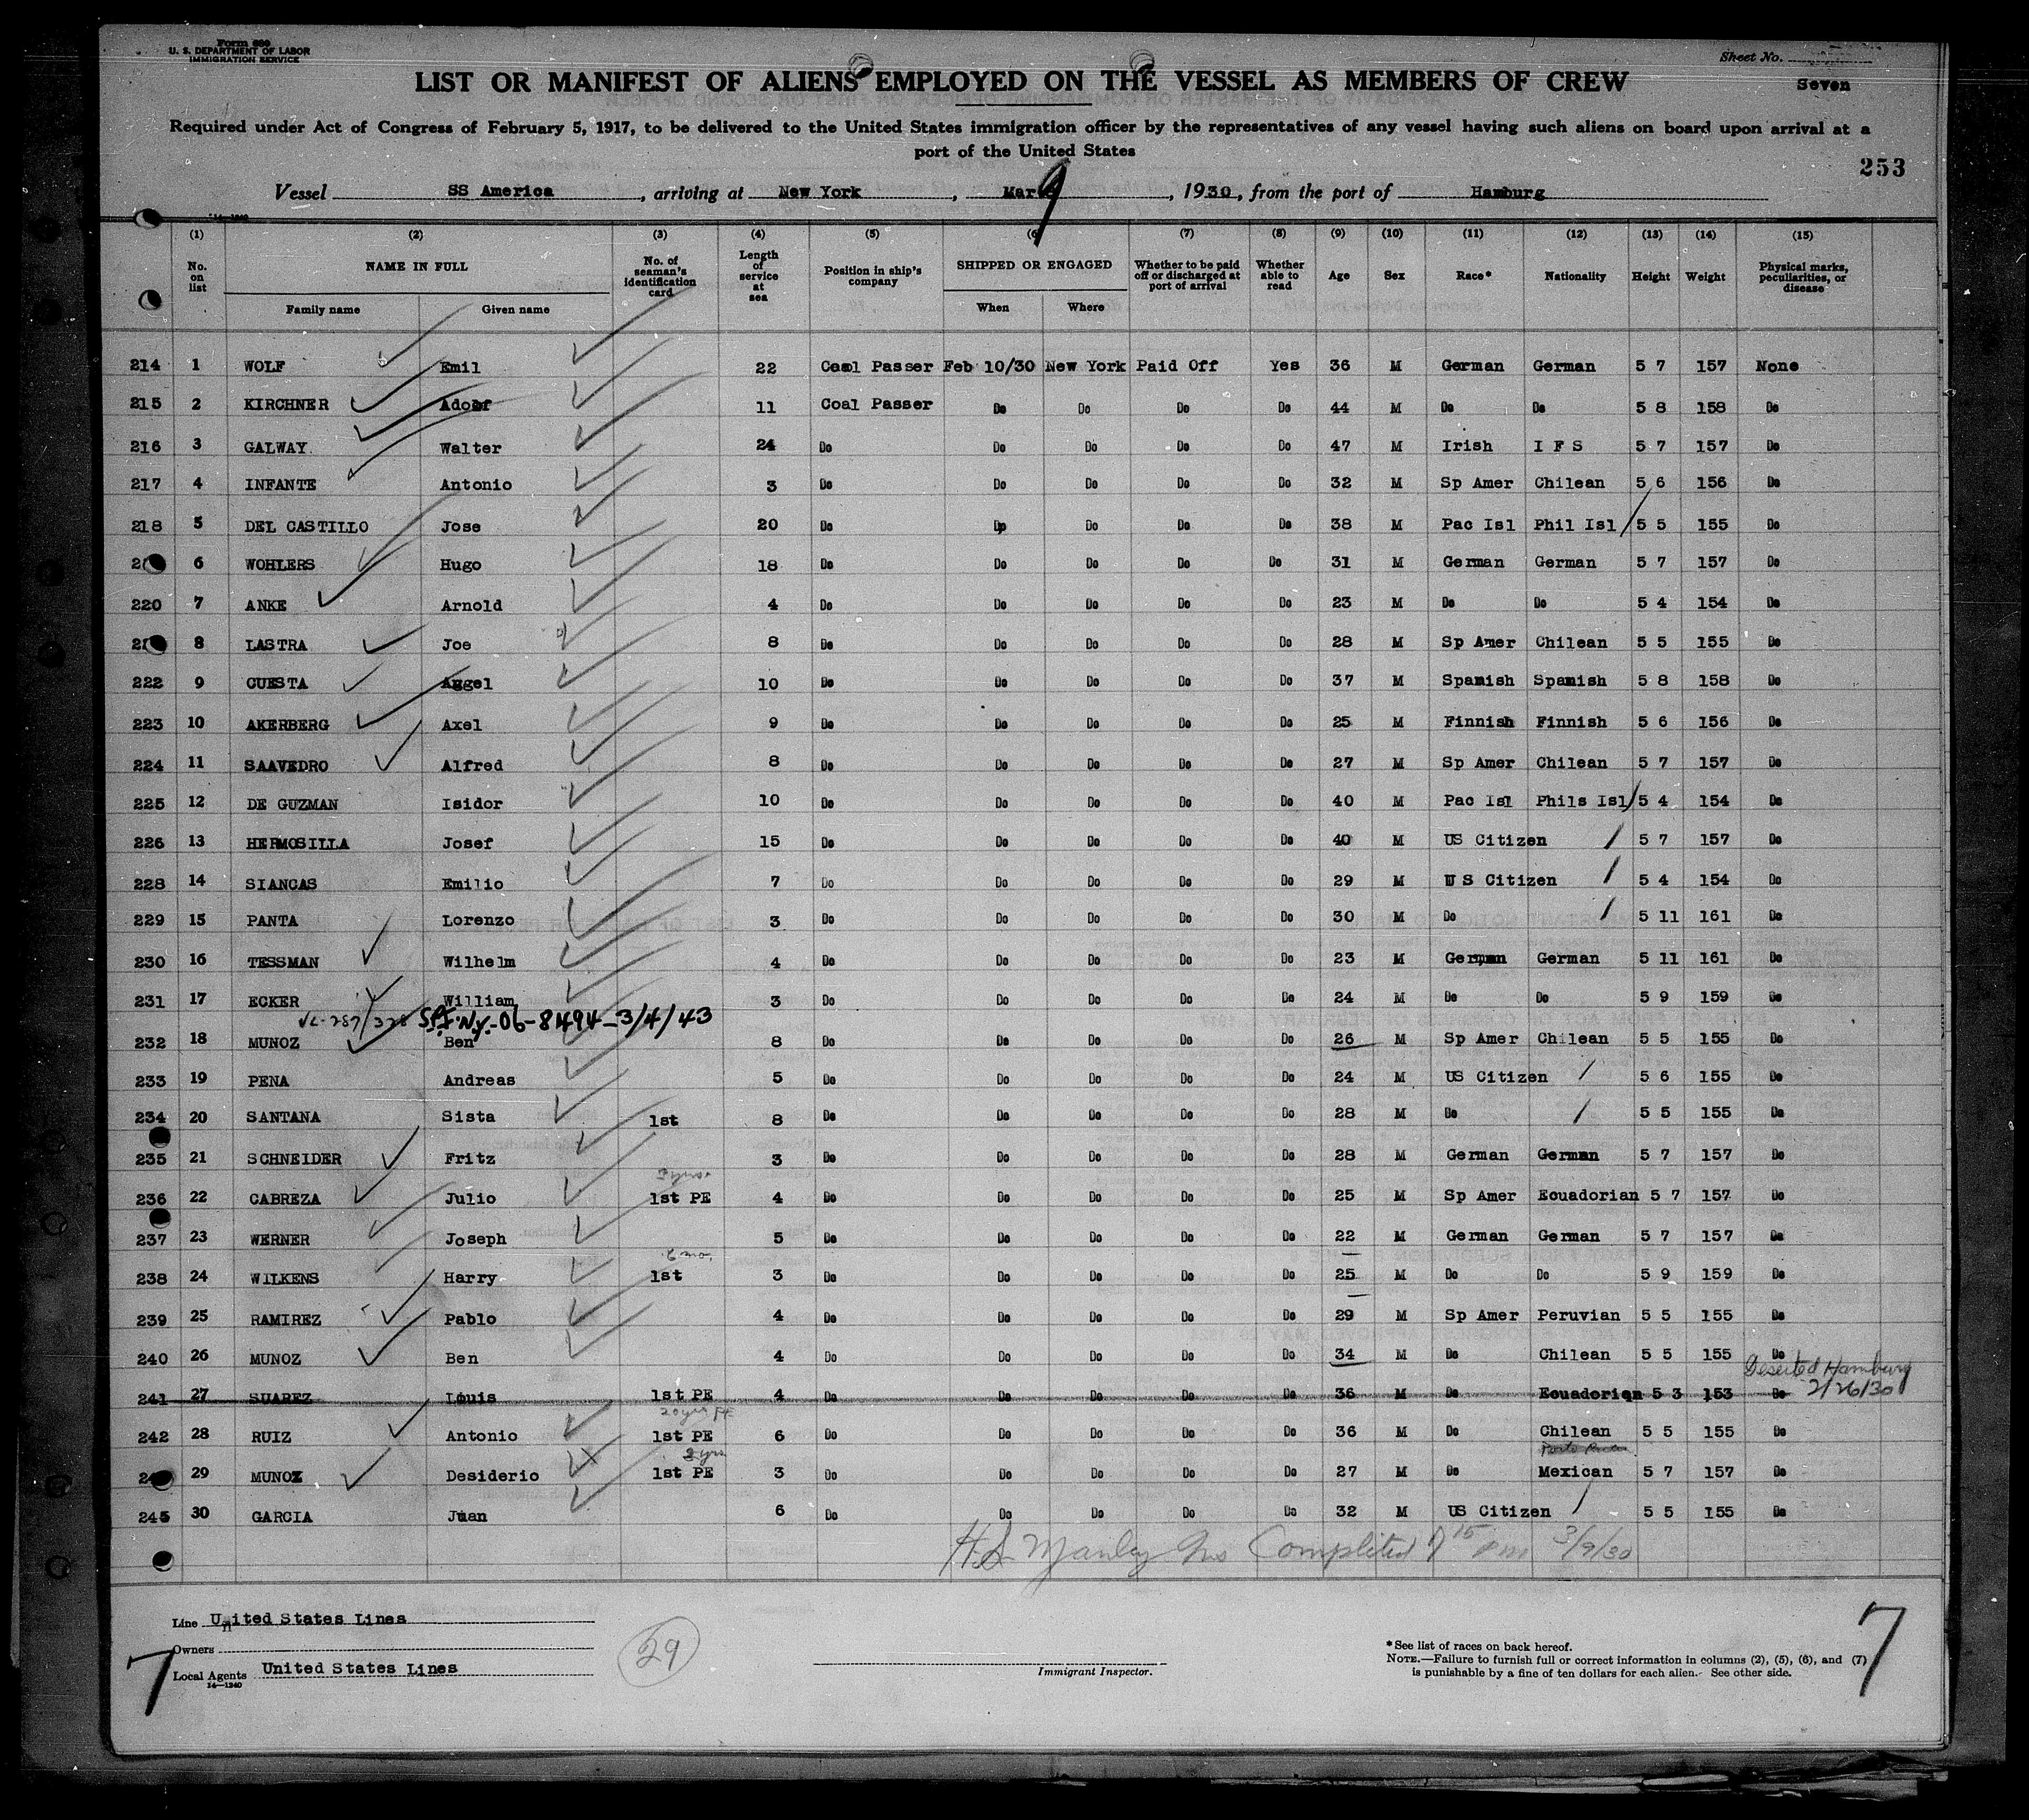 Form 680
U. S. DEPARTMENT OF LABOR
IMMIGRATION SERVICE
Sheet No.
Seven
LIST OR MANIFEST OF ALIENS EMPLOYED ON THE VESSEL AS MEMBERS OF CREW
Required under Act of Congress of February 5, 1917, to be delivered to the United States immigration officer by the representatives of any vessel having such aliens on board upon arrival at a
port of the United States
253
Vessel SS America, arriving at New York, Mar 9, 1930, from the port of Hamburg
14-1240
(1) (2) (3) (4) (5) (6) (7) (8) (9) (10) (11) (12) (13) (14) (15)
No. on list NAME IN FULL No. of seaman's identification card Length of service at sea Position in ship's company SHIPPED OR ENGAGED Whether to be paid off or discharged at port of arrival Whether able to read Age Sex Race* Nationality Height Weight Physical marks, peculiarities, or disease
Family name Given name When Where
214 1 WOLF Emil 22 Coal Passer Feb 10/30 New York Paid Off Yes 36 M German German 5 7 157 None
215 2 KIRCHNER Adolf 11 Coal Passer Do Do Do Do 44 M Do Do 5 8 158 Do
216 3 GALWAY Walter 24 Do Do Do Do Do 47 M Irish I F S 5 7 157 Do
217 4 INFANTE Antonio 3 Do Do Do Do Do 32 M Sp Amer Chilean 5 6 156 Do
218 5 DEL CASTILLO Jose 20 Do Do Do Do Do 38 M Pac Isl Phil Isl 5 5 155 Do
6 WOHLERS Hugo 18 Do Do Do Do Do 31 M German German 5 7 157 Do
220 7 ANKE Arnold 4 Do Do Do Do Do 23 M Do Do 5 4 154 Do
8 LASTRA Joe 8 Do Do Do Do Do 28 M Sp Amer Chilean 5 5 155 Do
222 9 CUESTA Angel 10 Do Do Do Do Do 37 M Spanish Spanish 5 8 158 Do
223 10 AKERBERG Axel 9 Do Do Do Do Do 25 M Finnish Finnish 5 6 156 Do
224 11 SAAVEDRO Alfred 8 Do Do Do Do Do 27 M Sp Amer Chilean 5 7 157 Do
225 12 DE GUZMAN Isidor 10 Do Do Do Do Do 40 M Pac Isl Phils Isl 5 4 154 Do
226 13 HERMOSILLA Josef 15 Do Do Do Do Do 40 M US Citizen 5 7 157 Do
228 14 SIANCAS Emilio 7 Do Do Do Do Do 29 M U S Citizen 5 4 154 Do
229 15 PANTA Lorenzo 3 Do Do Do Do Do 30 M Do 5 11 161 Do
230 16 TESSMAN Wilhelm 4 Do Do Do Do Do 23 M German German 5 11 161 Do
231 17 ECKER William 3 Do Do Do Do Do 24 M Do Do 5 9 159 Do
N.Y.-06-8494-3/4/43
232 18 MUNOZ Ben 8 Do Do Do Do Do 26 M Sp Amer Chilean 5 5 155 Do
233 19 PENA Andreas 5 Do Do Do Do Do 24 M US Citizen 5 6 155 Do
234 20 SANTANA Sista 1st 8 Do Do Do Do Do 28 M Do 5 5 155 Do
235 21 SCHNEIDER Fritz 3 Do Do Do Do Do 28 M German German 5 7 157 Do
236 22 CABREZA Julio 1st PE 4 Do Do Do Do Do 25 M Sp Amer Ecuadorian 5 7 157 Do
237 23 WERNER Joseph 5 Do Do Do Do Do 22 M German German 5 7 157 Do
6 mo.
238 24 WILKENS Harry 1st 3 Do Do Do Do Do 25 M Do Do 5 9 159 Do
239 25 RAMIREZ Pablo 4 Do Do Do Do Do 29 M Sp Amer Peruvian 5 5 155 Do
240 26 MUNOZ Ben 4 Do Do Do Do Do 34 M Do Chilean 5 5 155 Do
Deserted Hamburg
241 27 SUAREZ Louis 1st PE 4 Do Do Do Do Do 36 M Do Ecuadorian 5 3 153 Do 2/26/30
242 28 RUIZ Antonio 1st PE 6 Do Do Do Do Do 36 M Do Chilean 5 5 155 Do
29 MUNOZ Desiderio 1st PE 3 Do Do Do Do Do 27 M Do Mexican 5 7 157 Do
245 30 GARCIA Juan 6 Do Do Do Do Do 32 M US Citizen 5 5 155 Do
H.S. Manley Ins Completed 7 15 PM 3/9/30
Line United States Lines
Owners
Local Agents United States Lines
14-1240
29
7
Immigrant Inspector.
*See list of races on back hereof.
NOTE.—Failure to furnish full or correct information in columns (2), (5), (6), and (7)
is punishable by a fine of ten dollars for each alien. See other side.
7